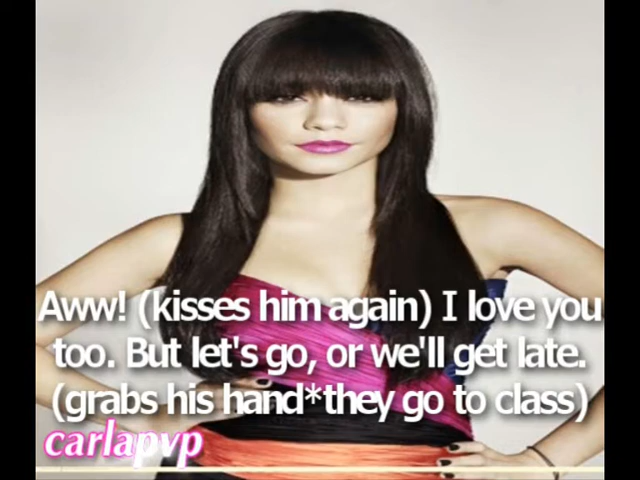 Aww! (kisses him again) I love you
too. But let's go, or we'll get late.
(grabs his hand*they go to class)
carlapvp